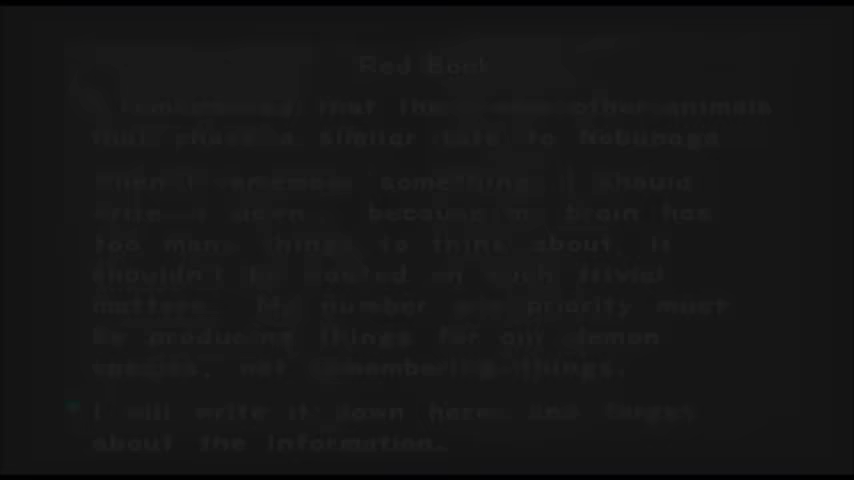 Red Book
remembered that the other animals
that share a similar fate to Nobunaga
When I remember something, I should
write it down, because my brain has
too many things to think about. It
shouldn't be wasted on such trivial
matters. My number one priority must
be producing things for our demon
species, not remembering things.
I will write it down here, and forget
about the information.